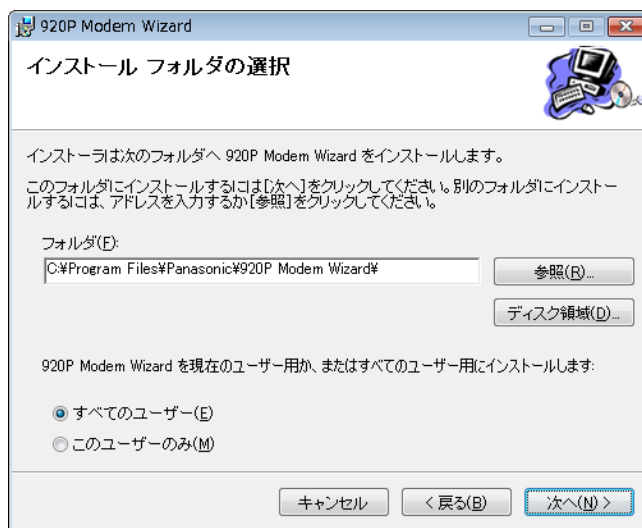 920P Modem Wizard
インストール フォルダの選択
インストーラは次のフォルダへ 920P Modem Wizard をインストールします。
このフォルダにインストールするには[次へ]をクリックしてください。別のフォルダにインストー
ルするには、アドレスを入力するか[参照]をクリックしてください。
フォルダ(F):
C:¥Program Files¥Panasonic¥920P Modem Wizard¥
参照(R)...
ディスク領域(D)...
920P Modem Wizard を現在のユーザー用か、またはすべてのユーザー用にインストールします:
すべてのユーザー(E)
このユーザーのみ(M)
キャンセル
< 戻る(B)
次へ(N) >